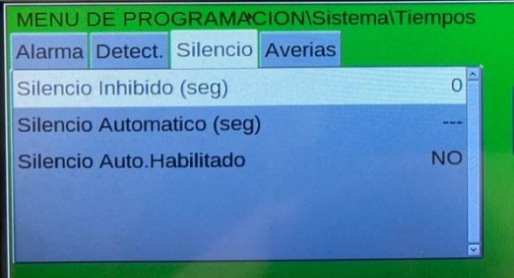 MENU DE PROGRAMACION\Sistema\Tiempos
Alarma Detect. Silencio Averias
Silencio Inhibido (seg) 0
Silencio Automatico (seg) ---
Silencio Auto.Habilitado NO